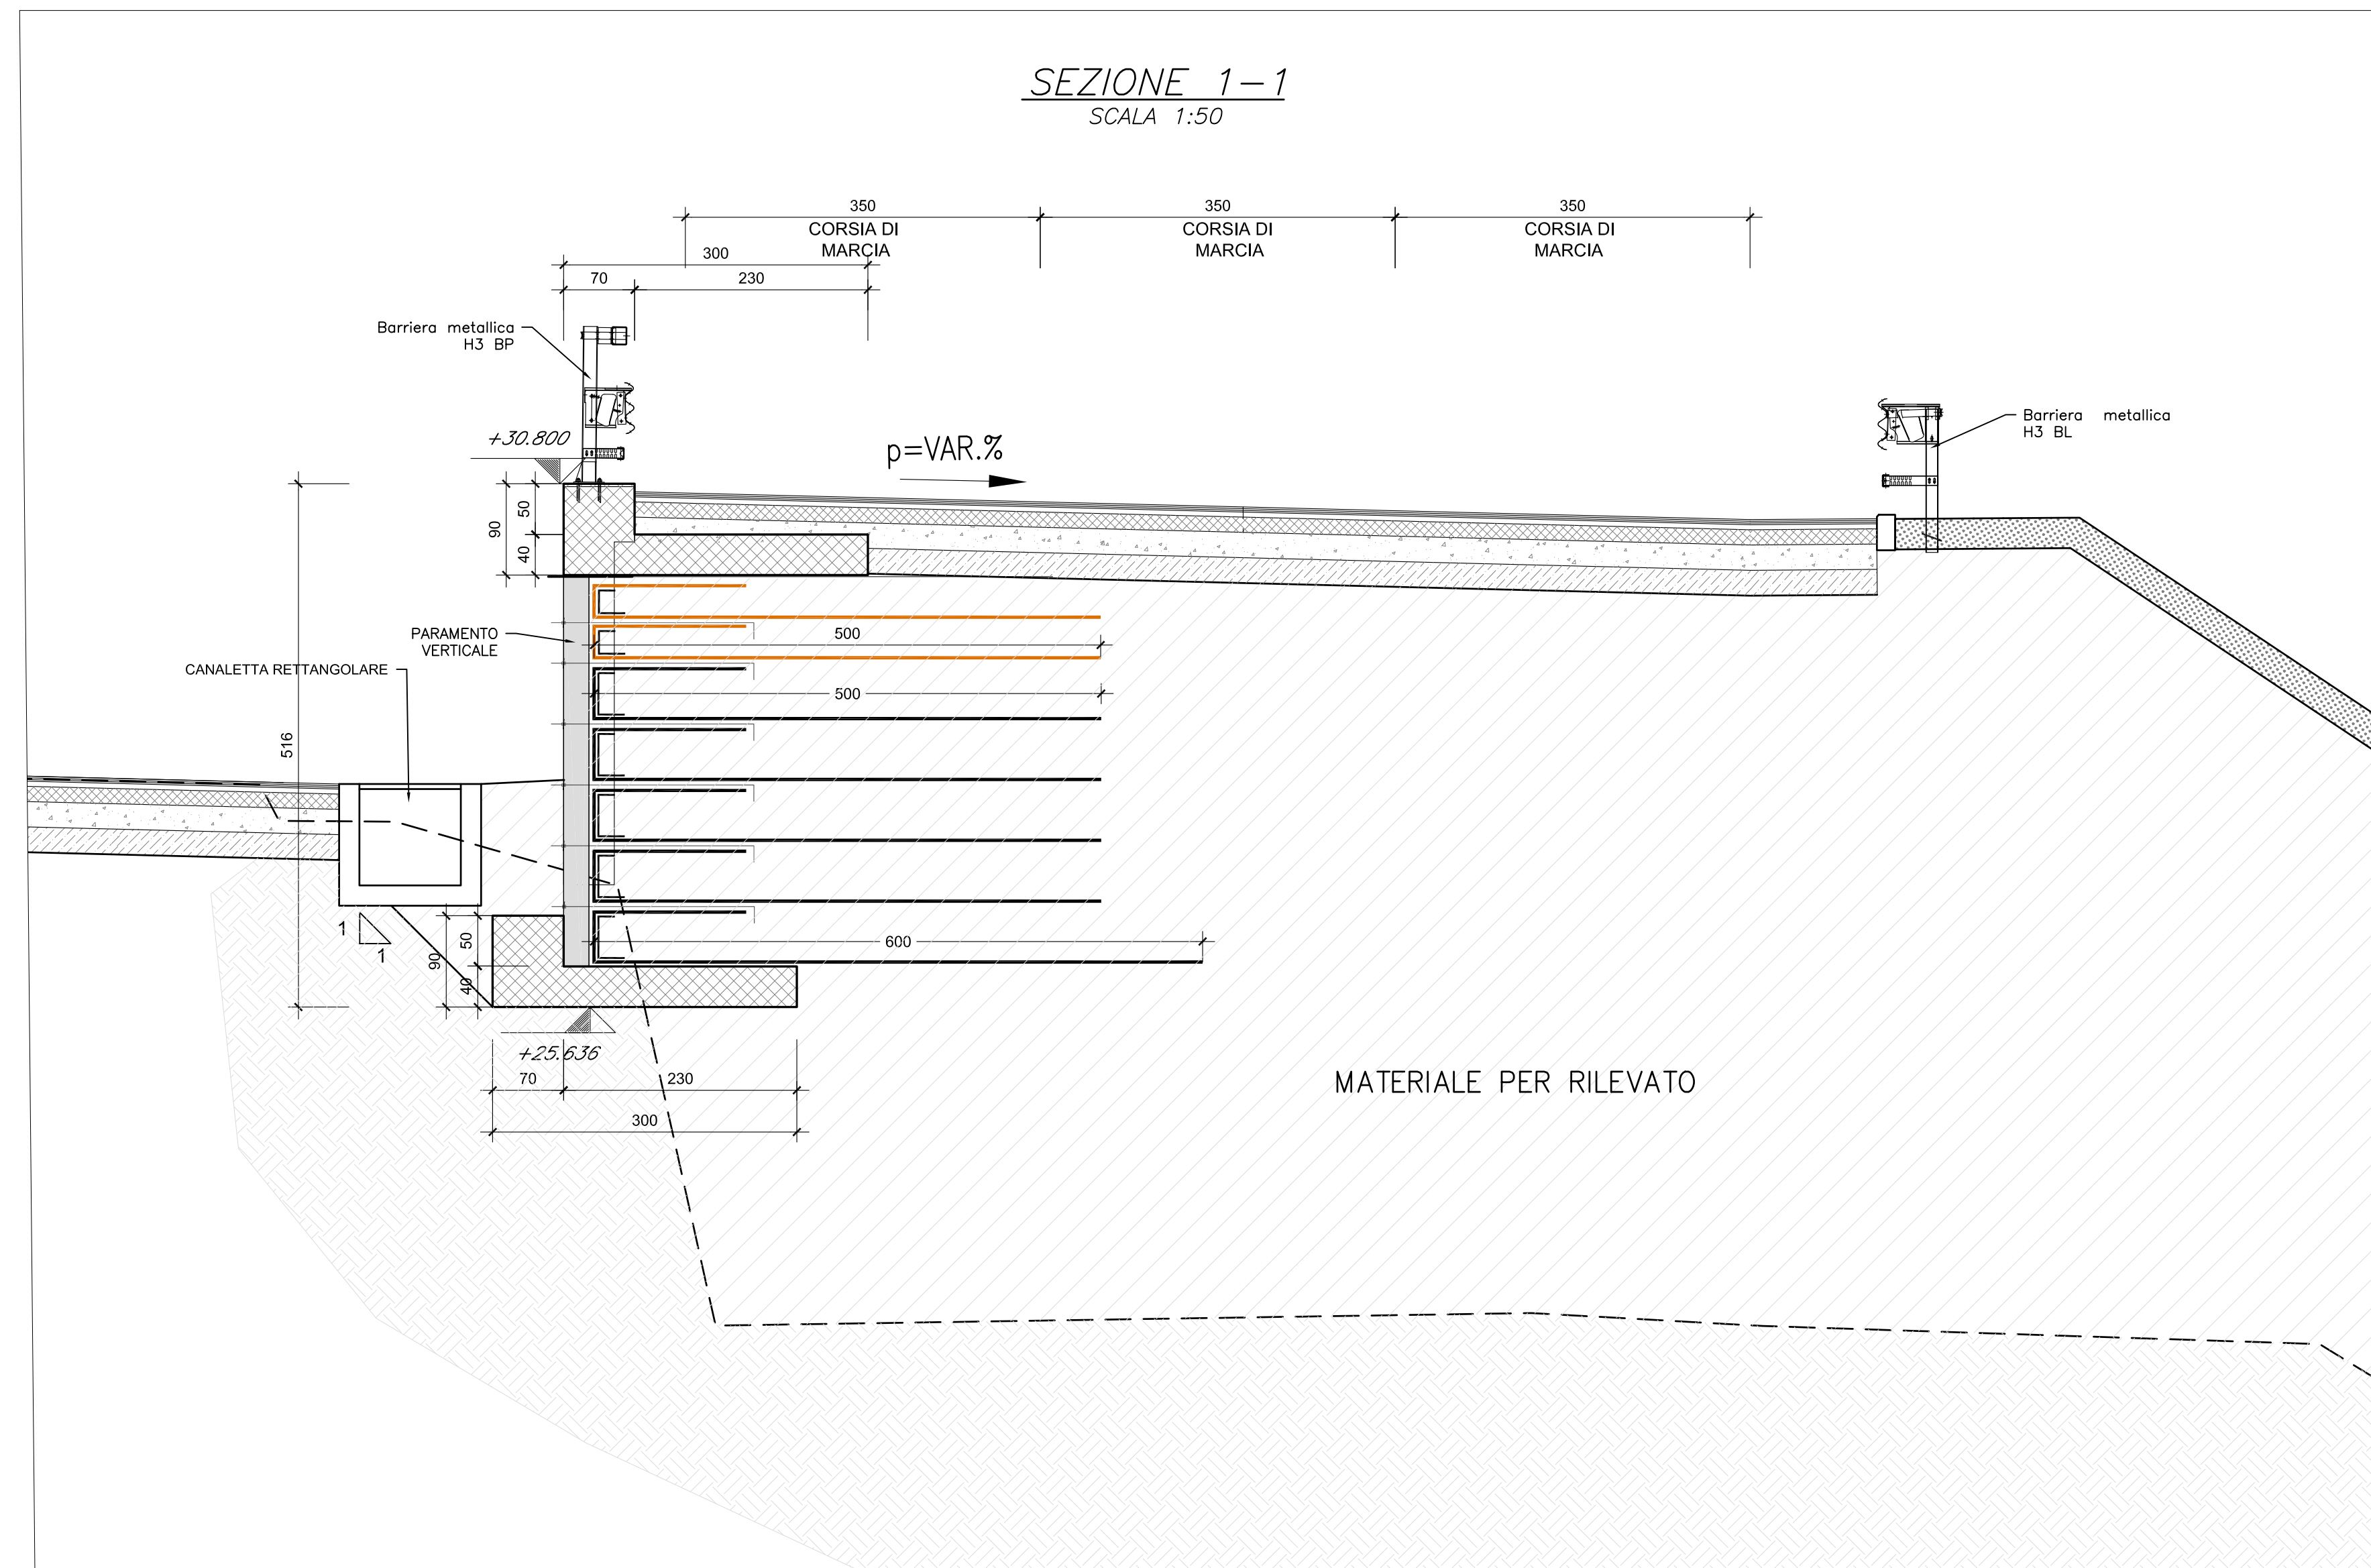 SEZIONE 1-1
SCALA 1:50
350
350
350
CORSIA DI
MARCIA
CORSIA DI
MARCIA
CORSIA DI
MARCIA
300
70
230
Barriera metallica
H3 BP
+30.800
p=VAR.%
Barriera metallica
H3 BL
50
90
40
PARAMENTO
VERTICALE
500
CANALETTA RETTANGOLARE
500
516
1
1
50
90
40
600
+25.636
70
230
300
MATERIALE PER RILEVATO